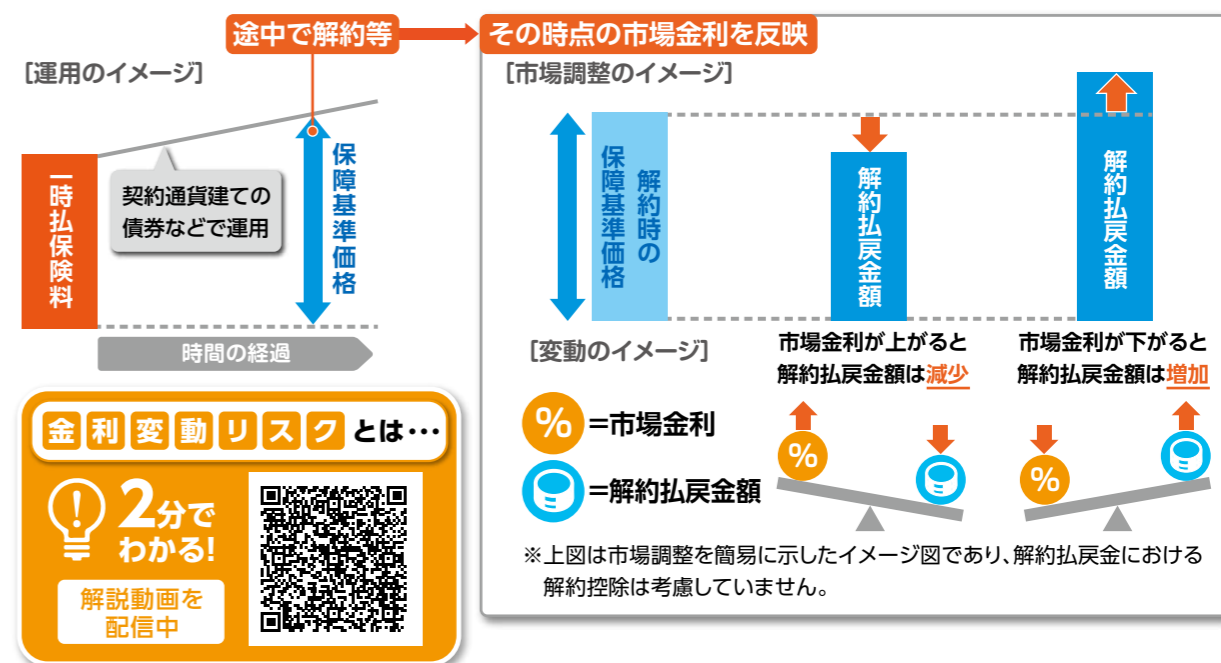 途中で解約等
その時点の市場金利を反映
[運用のイメージ]
一時払保険料
契約通貨建ての
債券などで運用
保障基準価格
時間の経過
[市場調整のイメージ]
解約時の
保障基準価格
解約払戻金額
解約払戻金額
市場金利が上がると
解約払戻金額は減少
市場金利が下がると
解約払戻金額は増加
[変動のイメージ]
%=市場金利
=解約払戻金額
%
%
※上図は市場調整を簡易に示したイメージ図であり、解約払戻金における
解約控除は考慮していません。
金利変動リスクとは…
2分で
わかる!
解説動画を
配信中